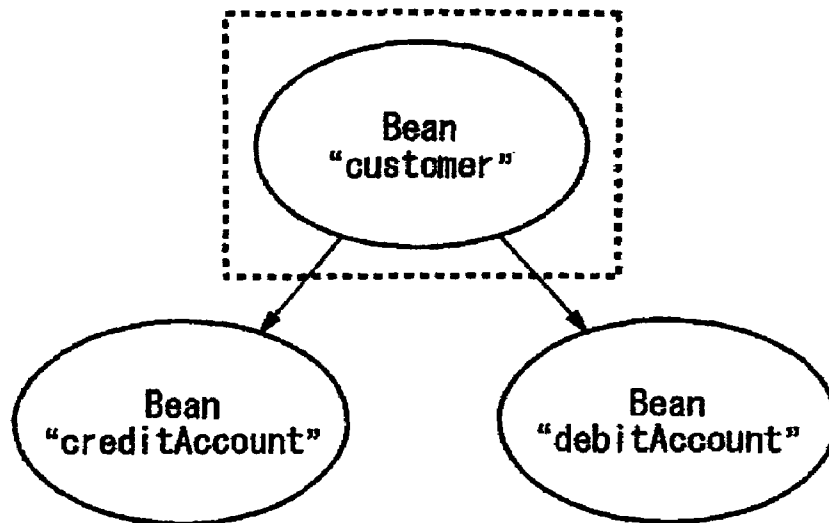 Bean
“customer”
Bean
“creditAccount”
Bean
“debitAccount”